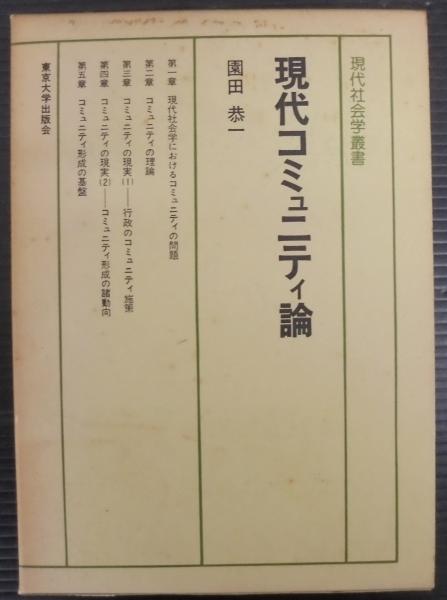 現代社会学叢書
現代コミュニティ論
園田 恭一
第一章 現代社会学におけるコミュニティの問題
第二章 コミュニティの理論
第三章 コミュニティの現実(1)――行政のコミュニティ施策
第四章 コミュニティの現実(2)――コミュニティ形成の諸動向
第五章 コミュニティ形成の基盤
東京大学出版会